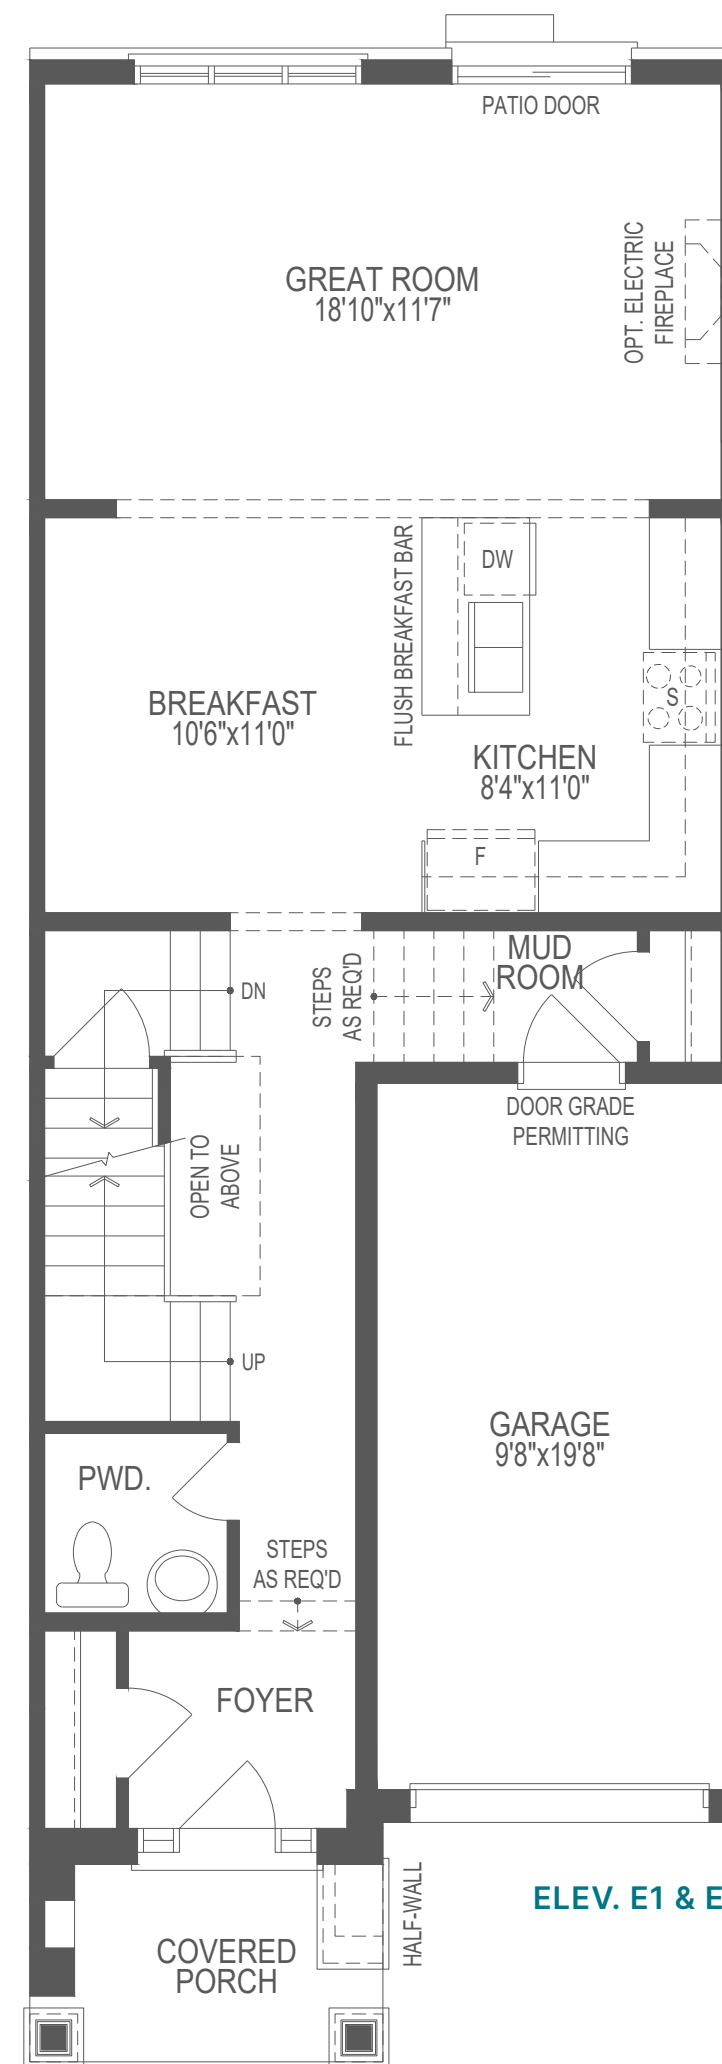 PATIO DOOR
OPT. ELECTRIC
FIREPLACE
GREAT ROOM
18'10"x11'7"
FLUSH BREAKFAST BAR
DW
BREAKFAST
10'6"x11'0"
S
KITCHEN
8'4"x11'0"
F
MUD
ROOM
STEPS
AS REQ'D
DN
DOOR GRADE
PERMITTING
OPEN TO
ABOVE
UP
GARAGE
9'8"x19'8"
PWD.
STEPS
AS REQ'D
FOYER
HALF-WALL
ELEV. E1 & E
COVERED
PORCH